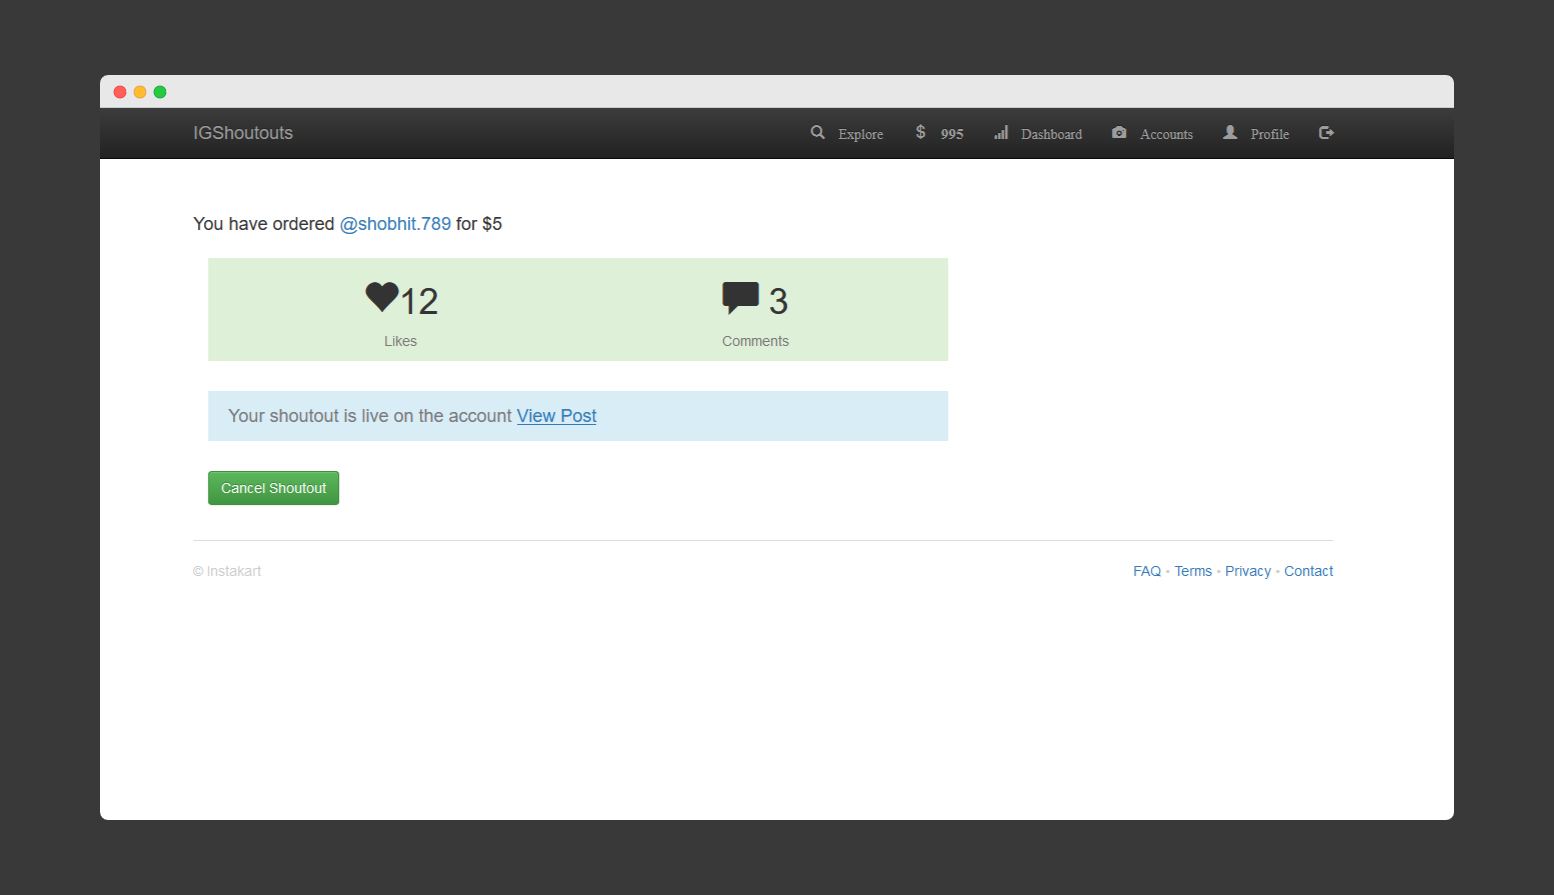 IGShoutouts Explore $ 995 Dashboard Accounts Profile
You have ordered @shobhit.789 for $5
12 3
Likes Comments
Your shoutout is live on the account View Post
Cancel Shoutout
© Instakart FAQ • Terms • Privacy • Contact